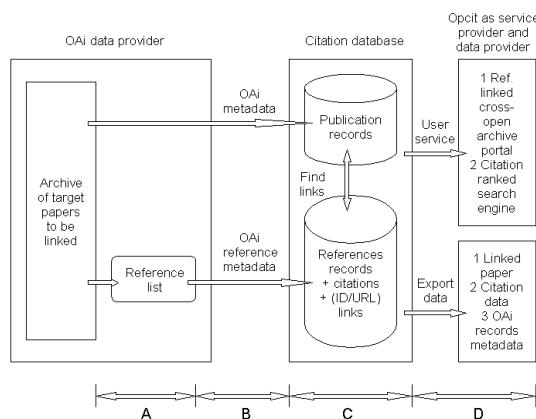 OAi data provider
Citation database
Opcit as service
provider and
data provider
Archive
of target
papers
to be
linked
Reference
list
OAi
metadata
OAi
reference
metadata
Publication
records
Find
links
References
records
+ citations
+ (ID/URL)
links
User
service
Export
data
1 Ref.
linked
cross-
open
archive
portal
2 Citation
ranked
search
engine
1 Linked
paper
2 Citation
data
3 OAi
records
metadata
A
B
C
D